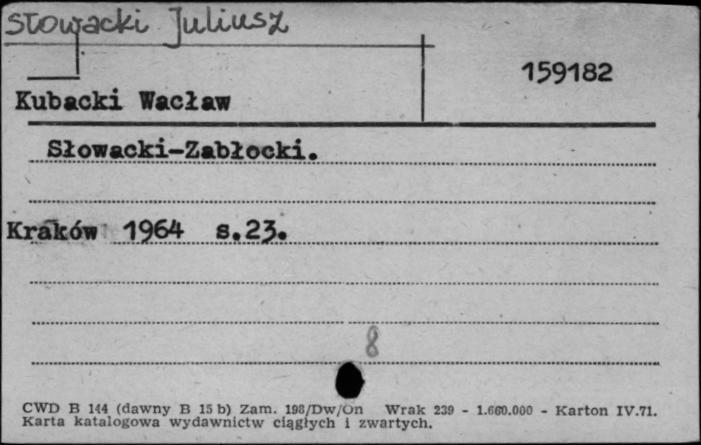 Słowacki Juliusz
159182
Kubacki Wacław
Słowacki-Zabłocki.
Kraków 1964 s.23.
8
CWD B 144 (dawny B 15 b) Zam. 198/Dw/On Wrak 239 - 1.660.000 - Karton IV.71.
Karta katalogowa wydawnictw ciągłych i zwartych.